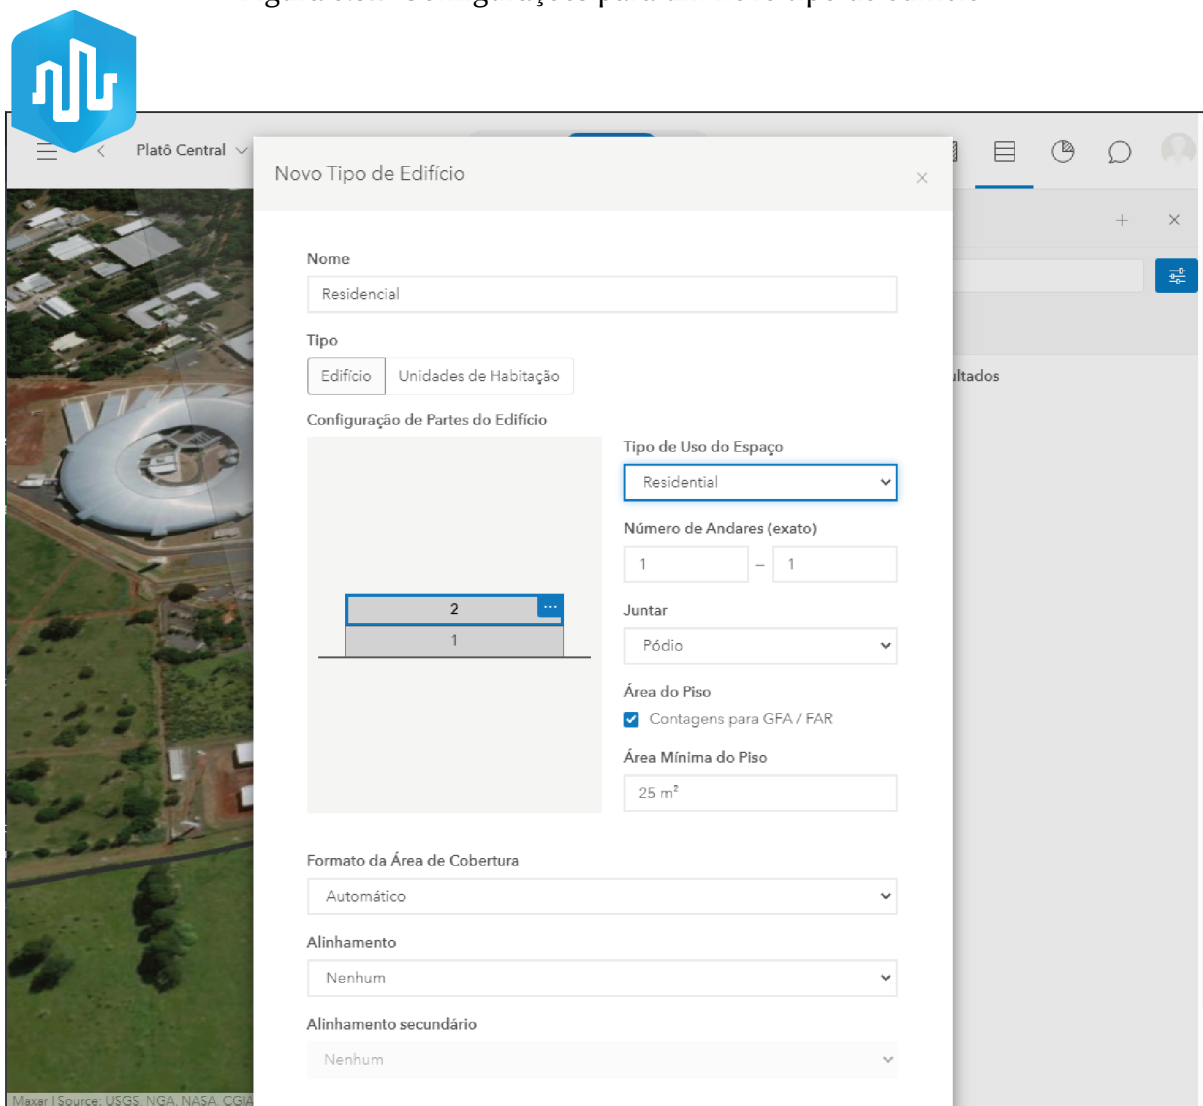 Platô Central
Novo Tipo de Edifício
Nome
Residencial
Tipo
Edifício
Unidades de Habitação
ultados
Configuração de Partes do Edifício
Tipo de Uso do Espaço
Residential
Número de Andares (exato)
1 – 1
2
...
1
Juntar
Pódio
Área do Piso
Contagens para GFA / FAR
Área Mínima do Piso
25 m²
Formato da Área de Cobertura
Automático
Alinhamento
Nenhum
Alinhamento secundário
Nenhum
Maxar | Source: USGS, NGA, NASA, CGIA